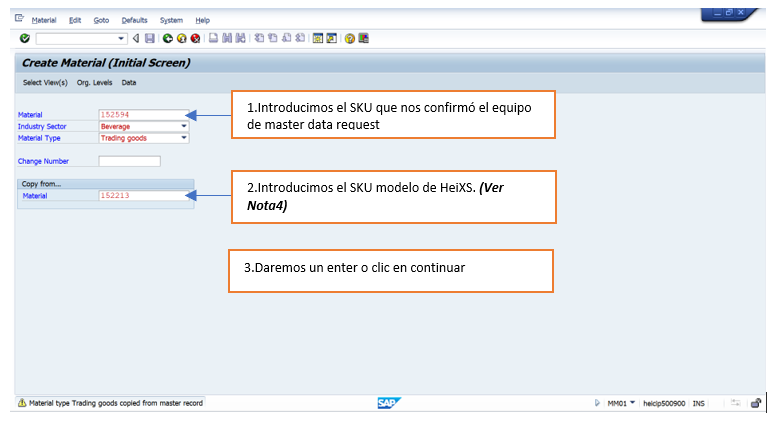 Material Edit Goto Defaults System Help
Create Material (Initial Screen)
Select View(s) Org. Levels Data
Material 152594
Industry Sector Beverage
Material Type Trading goods
1.Introducimos el SKU que nos confirmó el equipo
de master data request
Change Number
Copy from...
Material 152213
2.Introducimos el SKU modelo de HeiXS. (Ver
Nota4)
3.Daremos un enter o clic en continuar
Material type Trading goods copied from master record
SAP
MM01 heicip500900 INS